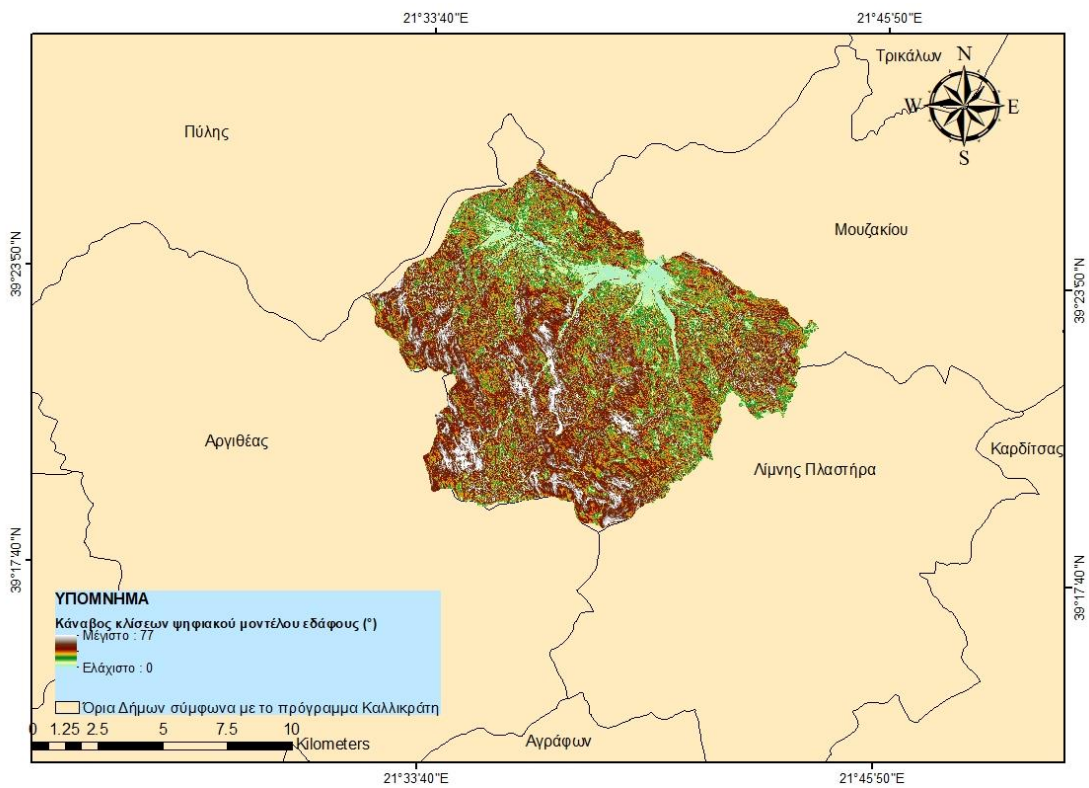 21°33'40"E
21°45'50"E
Τρικάλων
N
W
E
S
Πύλης
Μουζακίου
39°23'50"N
39°23'50"N
Αργιθέας
Λίμνης Πλαστήρα
Καρδίτσας
39°17'40"N
39°17'40"N
ΥΠΟΜΝΗΜΑ
Κάναβος κλίσεων ψηφιακού μοντέλου εδάφους (°)
Μέγιστο : 77
Ελάχιστο : 0
Όρια Δήμων σύμφωνα με το πρόγραμμα Καλλικράτη
0 1.25 2.5 5 7.5 10
Kilometers
Αγράφων
21°33'40"E
21°45'50"E